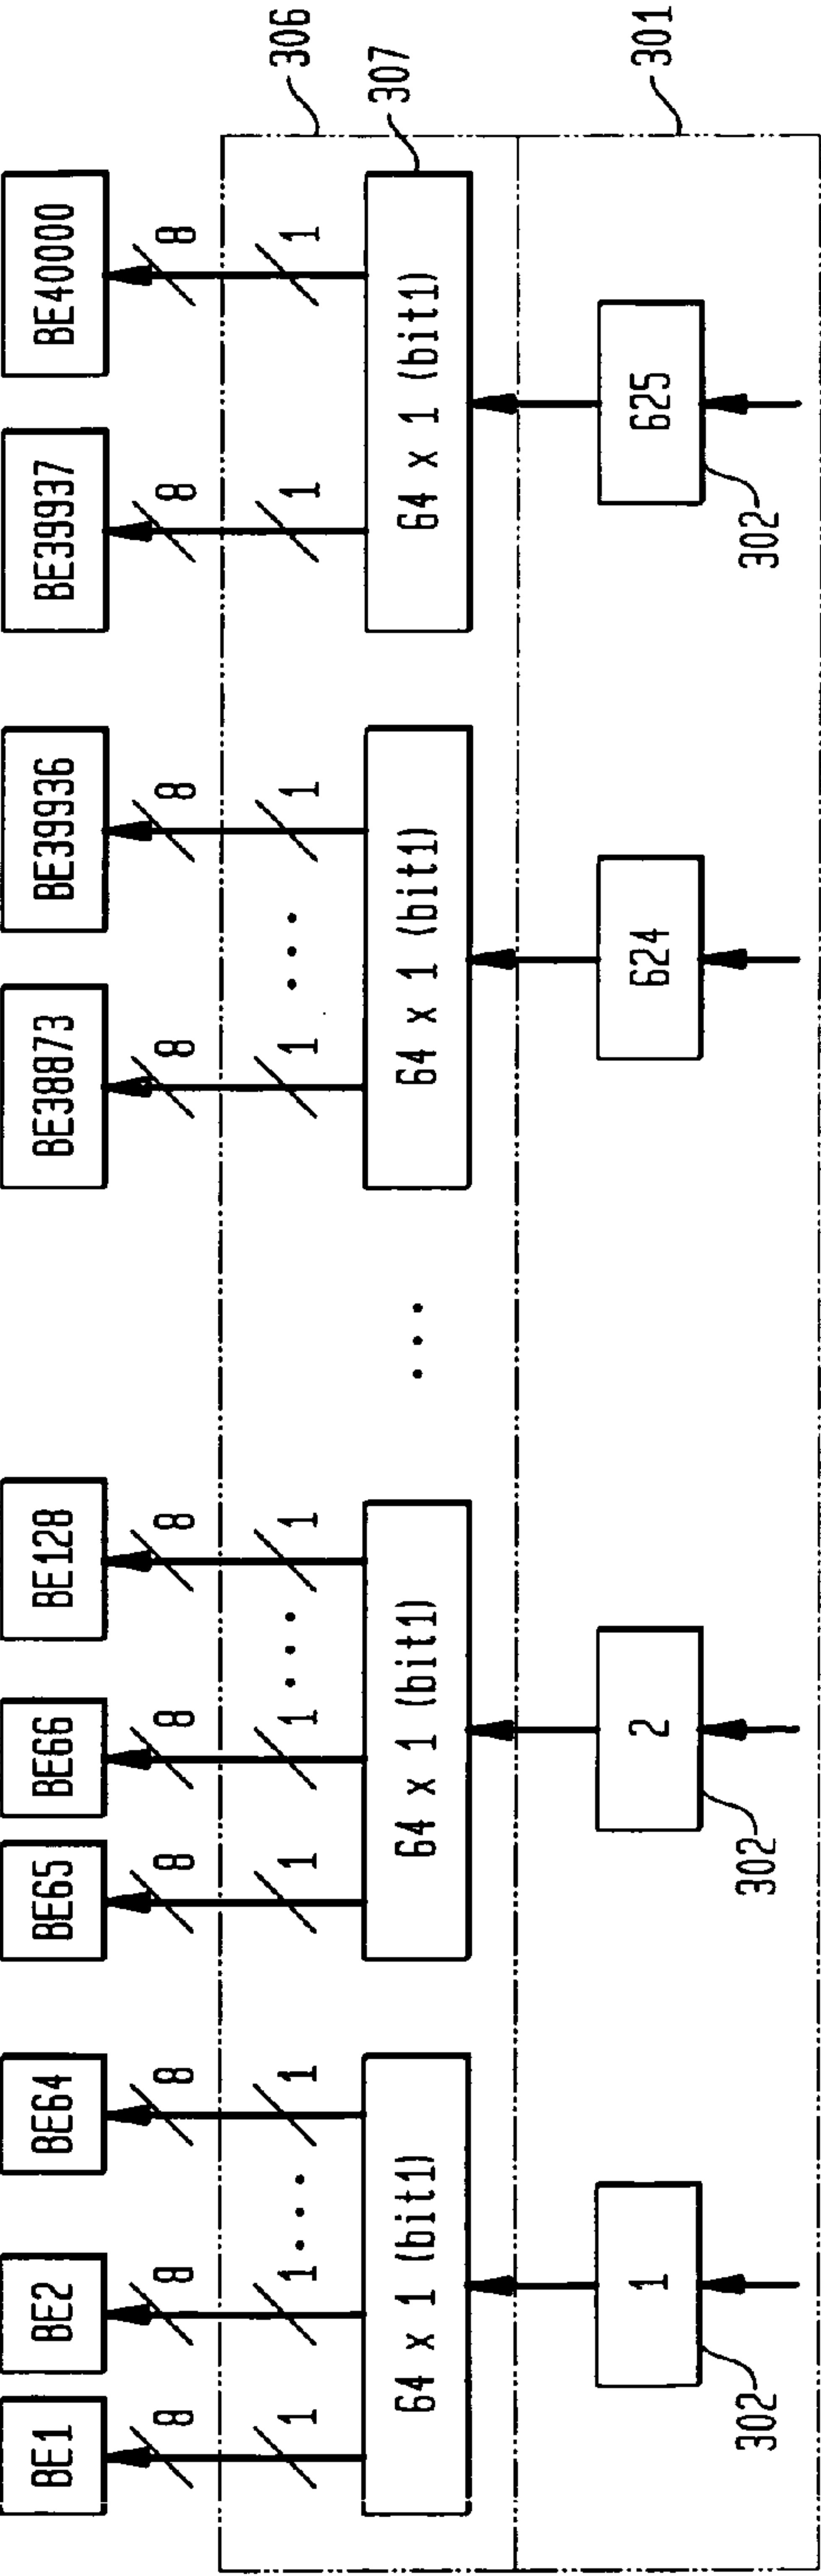 BE1
BE2
BE64
BE65
BE66
BE128
BE38873
BE39936
BE39937
BE40000
8
8
8
8
8
8
8
8
8
8
306
1
1
...
1
1
1
...
1
1
...
1
1
1
307
64 x 1 (bit1)
64 x 1 (bit1)
...
64 x 1 (bit1)
64 x 1 (bit1)
301
1
2
624
625
302
302
302